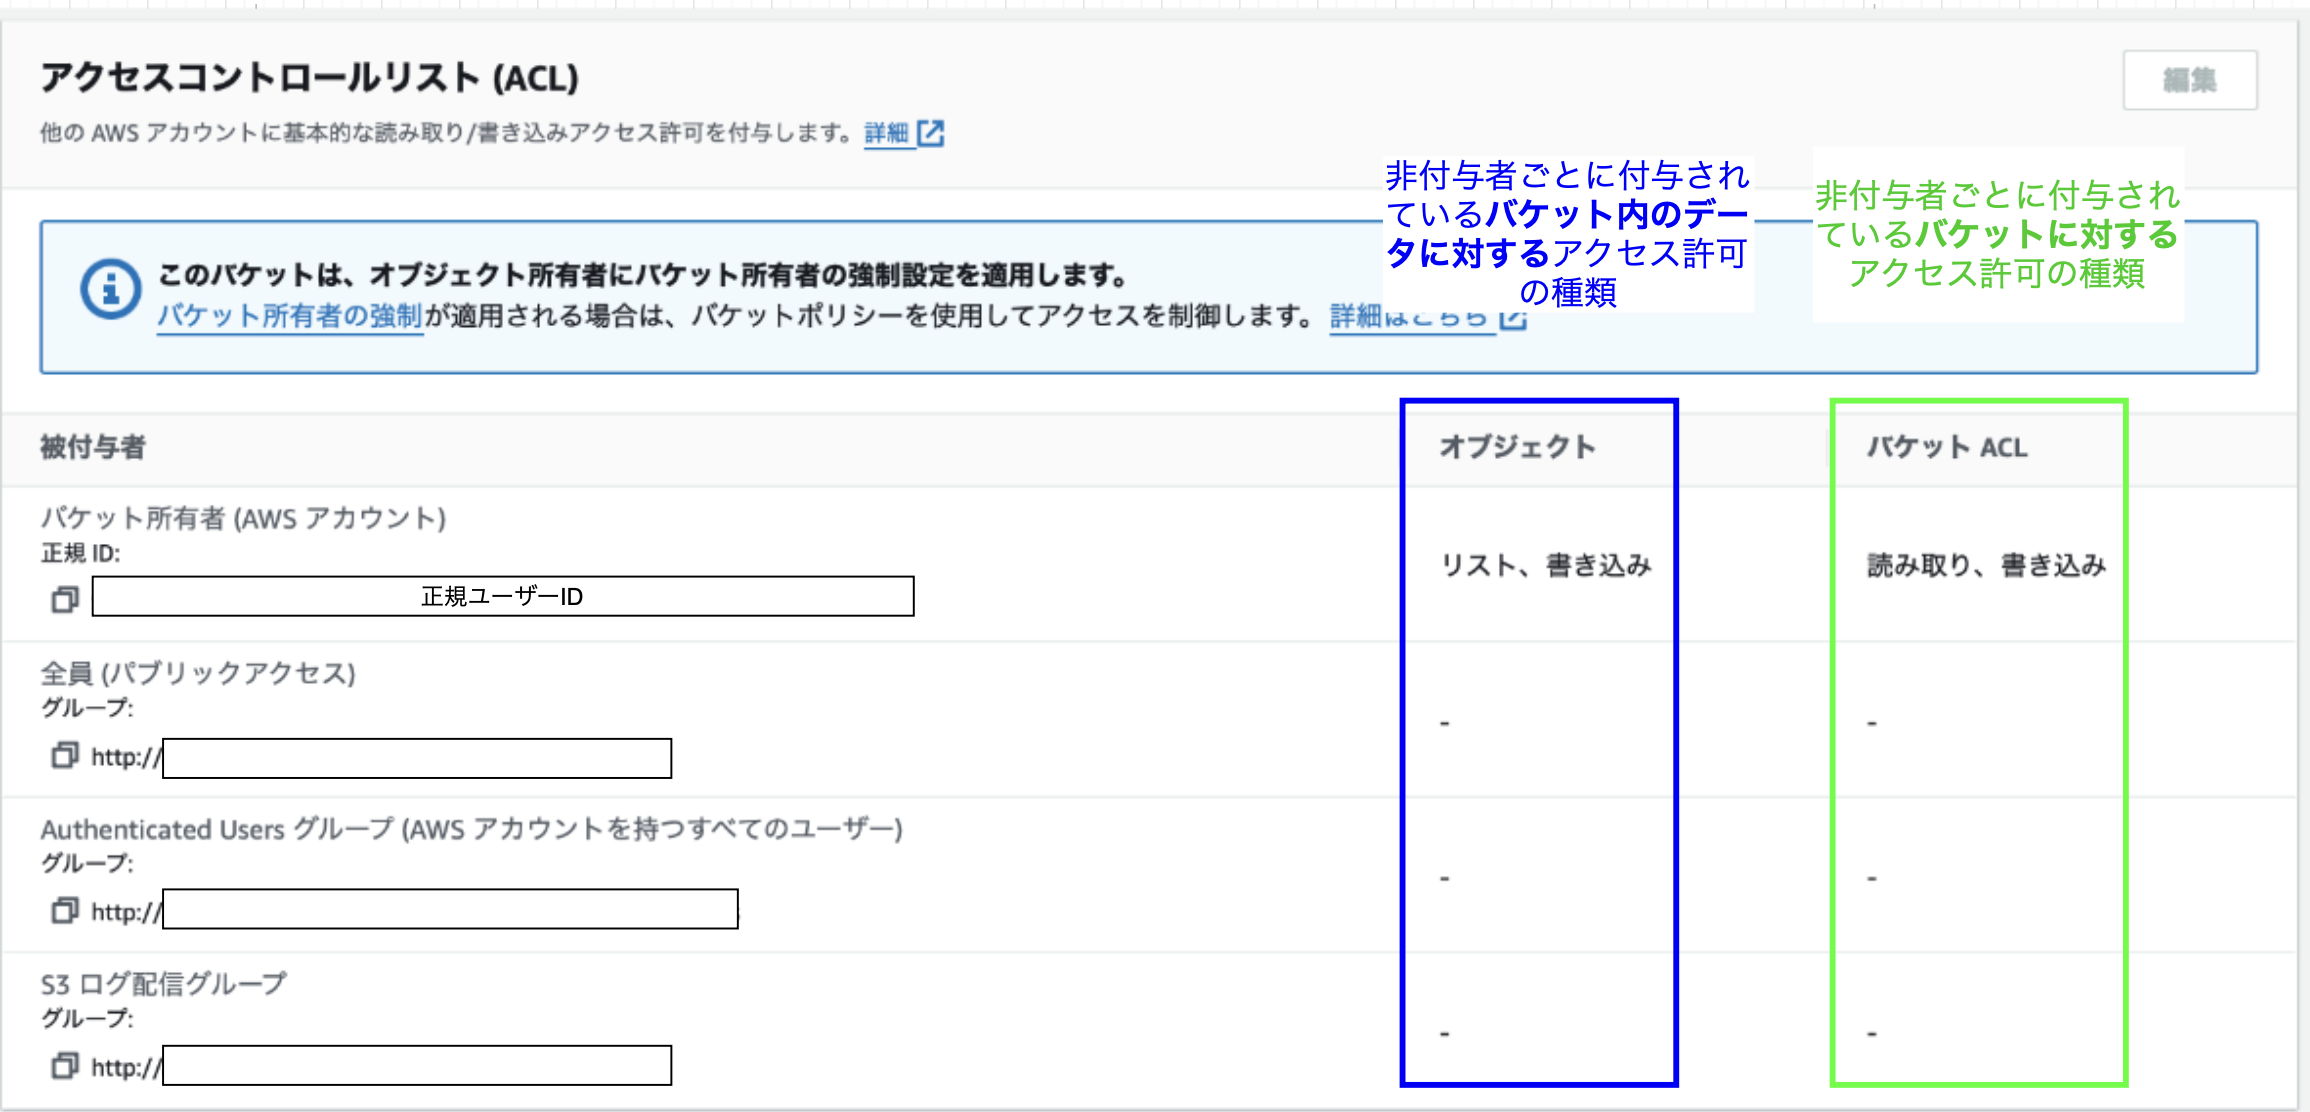 アクセスコントロールリスト (ACL)
編集
他の AWS アカウントに基本的な読み取り/書き込みアクセス許可を付与します。詳細
非付与者ごとに付与され
ているバケット内のデー
タに対するアクセス許可
の種類
非付与者ごとに付与され
ているバケットに対する
アクセス許可の種類
このバケットは、オブジェクト所有者にバケット所有者の強制設定を適用します。
バケット所有者の強制が適用される場合は、バケットポリシーを使用してアクセスを制御します。詳細はこちら
被付与者 オブジェクト バケット ACL
バケット所有者 (AWS アカウント)
正規 ID:
正規ユーザーID
リスト、書き込み 読み取り、書き込み
全員 (パブリックアクセス)
グループ:
http://
- -
Authenticated Users グループ (AWS アカウントを持つすべてのユーザー)
グループ:
http://
- -
S3 ログ配信グループ
グループ:
http://
- -